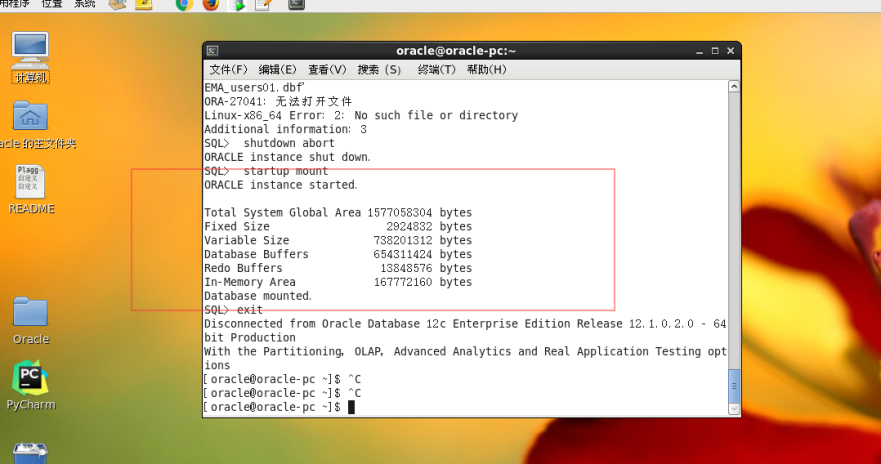 用程序 位置 系统
oracle@oracle-pc:~
文件(F) 编辑(E) 查看(V) 搜索 (S) 终端(T) 帮助(H)
EMA_users01.dbf'
ORA-27041: 无法打开文件
Linux-x86_64 Error: 2: No such file or directory
Additional information: 3
SQL> shutdown abort
ORACLE instance shut down.
SQL> startup mount
ORACLE instance started.
Total System Global Area 1577058304 bytes
Fixed Size 2924832 bytes
Variable Size 738201312 bytes
Database Buffers 654311424 bytes
Redo Buffers 13848576 bytes
In-Memory Area 167772160 bytes
Database mounted.
SQL> exit
Disconnected from Oracle Database 12c Enterprise Edition Release 12.1.0.2.0 - 64
bit Production
With the Partitioning, OLAP, Advanced Analytics and Real Application Testing opt
ions
[oracle@oracle-pc ~]$ ^C
[oracle@oracle-pc ~]$ ^C
[oracle@oracle-pc ~]$
计算机
acle 的主文件夹
Plagg
自定义
自定义
README
Oracle
PC
PyCharm